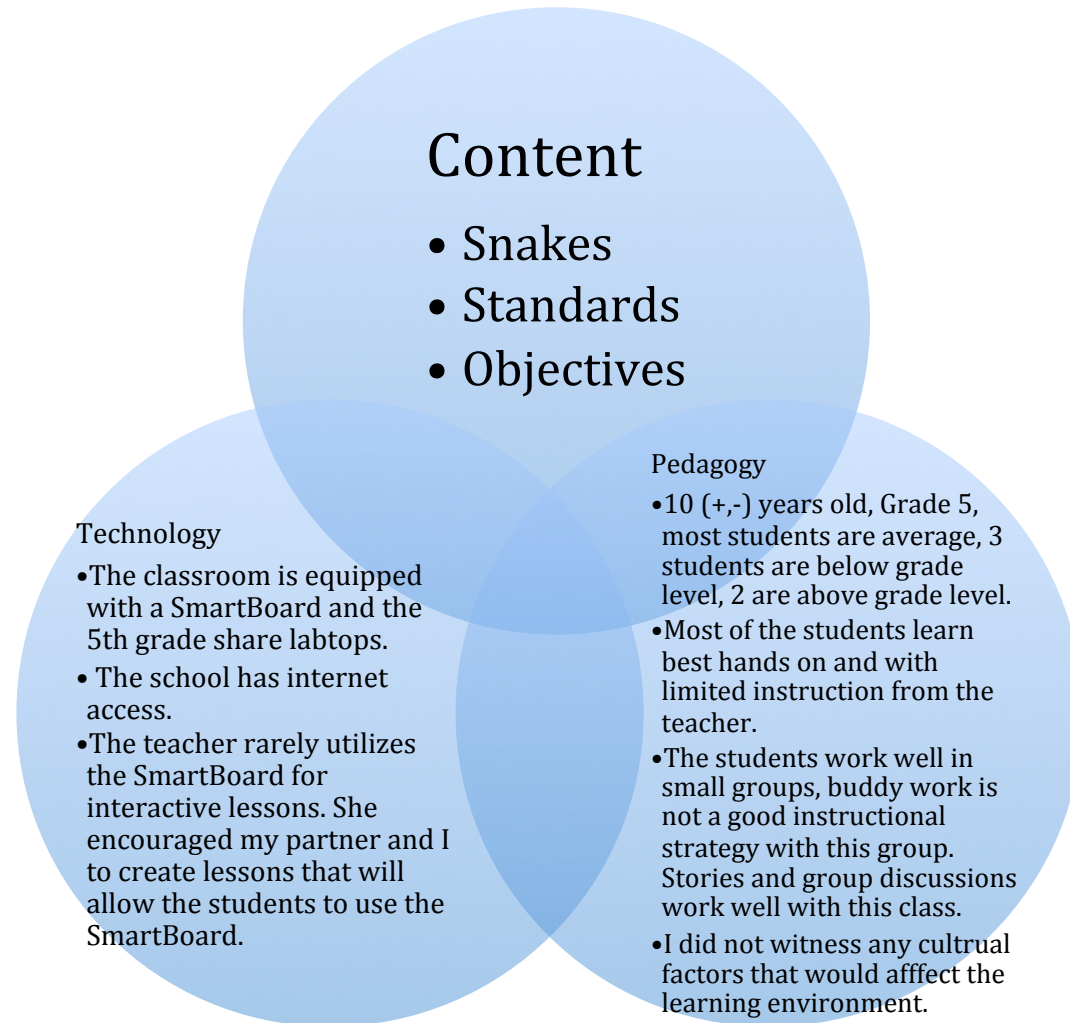 Content
• Snakes
• Standards
• Objectives
Technology
•The classroom is equipped
with a SmartBoard and the
5th grade share labtops.
• The school has internet
access.
•The teacher rarely utilizes
the SmartBoard for
interactive lessons. She
encouraged my partner and I
to create lessons that will
allow the students to use the
SmartBoard.
Pedagogy
•10 (+,-) years old, Grade 5,
most students are average, 3
students are below grade
level, 2 are above grade level.
•Most of the students learn
best hands on and with
limited instruction from the
teacher.
•The students work well in
small groups, buddy work is
not a good instructional
strategy with this group.
Stories and group discussions
work well with this class.
•I did not witness any cultrual
factors that would afffect the
learning environment.